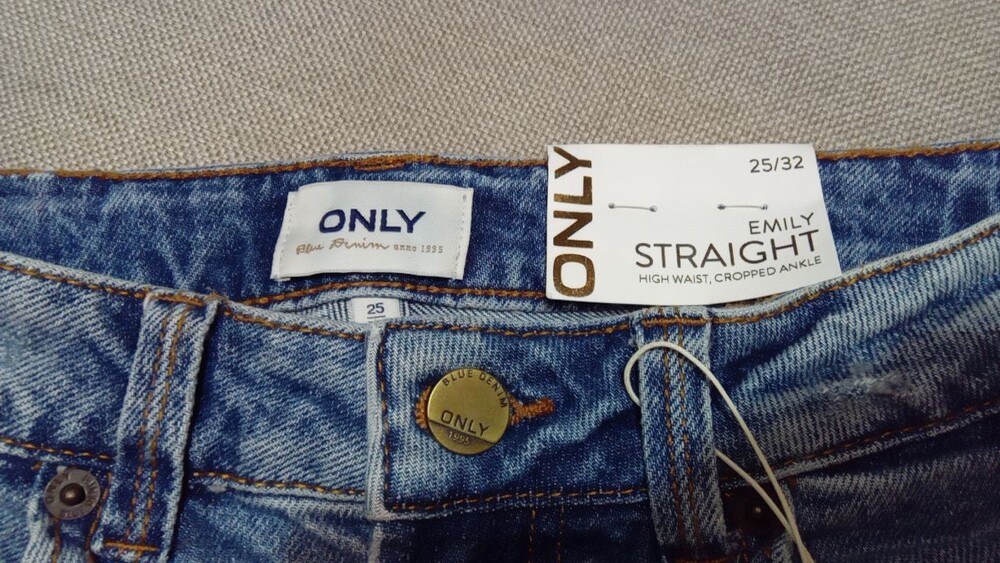 ONLY
Blue Denim anno 1995
25
ONLY
25/32
EMILY
STRAIGHT
HIGH WAIST, CROPPED ANKLE
BLUE DENIM
ONLY
1995